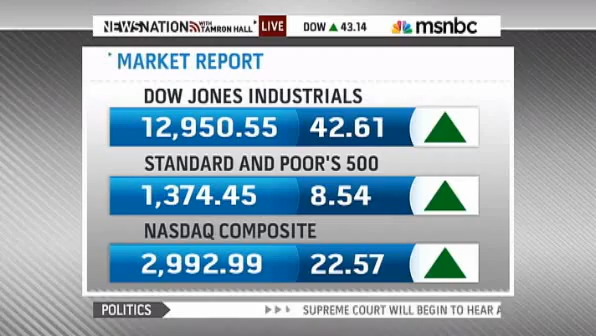 NEWSNATION WITH TAMRON HALL LIVE DOW 43.14 msnbc
MARKET REPORT
DOW JONES INDUSTRIALS
12,950.55 42.61
STANDARD AND POOR'S 500
1,374.45 8.54
NASDAQ COMPOSITE
2,992.99 22.57
POLITICS SUPREME COURT WILL BEGIN TO HEAR A